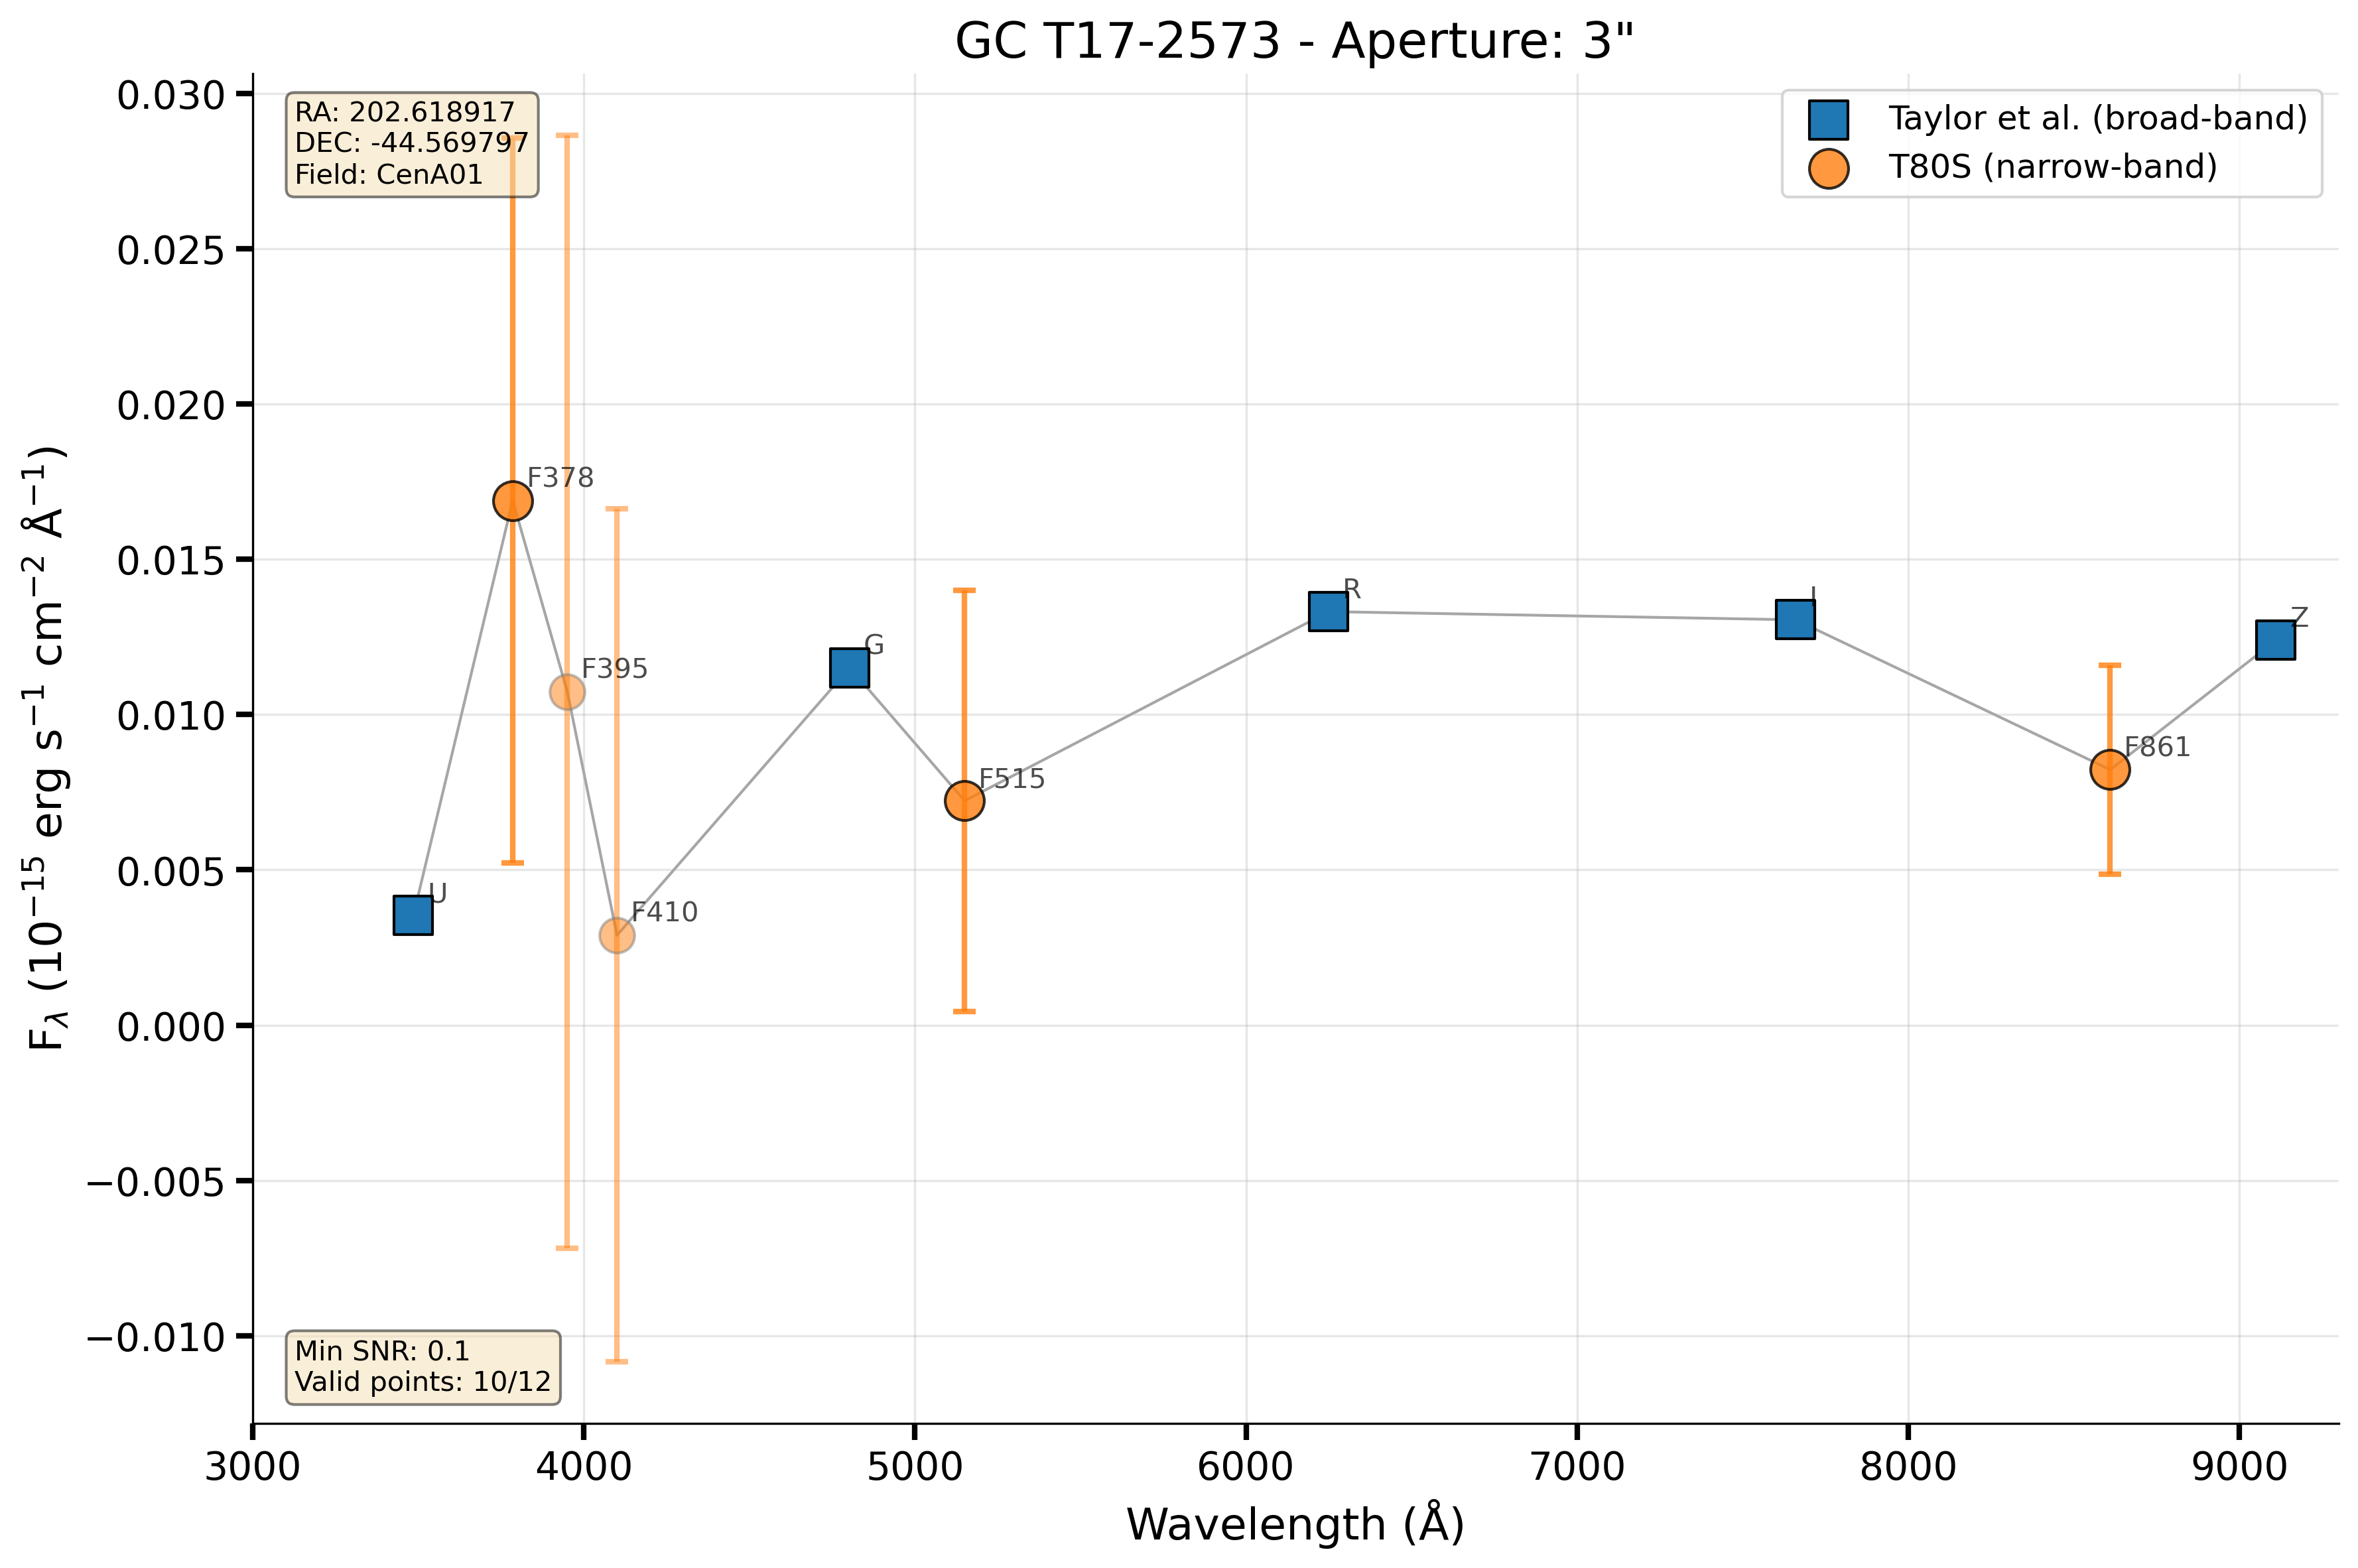 GC T17-2573 - Aperture: 3"
RA: 202.618917
DEC: -44.569797
Field: CenA01
Taylor et al. (broad-band)
T80S (narrow-band)
0.030
0.025
0.020
0.015
0.010
0.005
0.000
−0.005
−0.010
F_λ (10⁻¹⁵ erg s⁻¹ cm⁻² Å⁻¹)
U
F378
F395
F410
G
F515
R
I
F861
Z
Min SNR: 0.1
Valid points: 10/12
3000 4000 5000 6000 7000 8000 9000
Wavelength (Å)